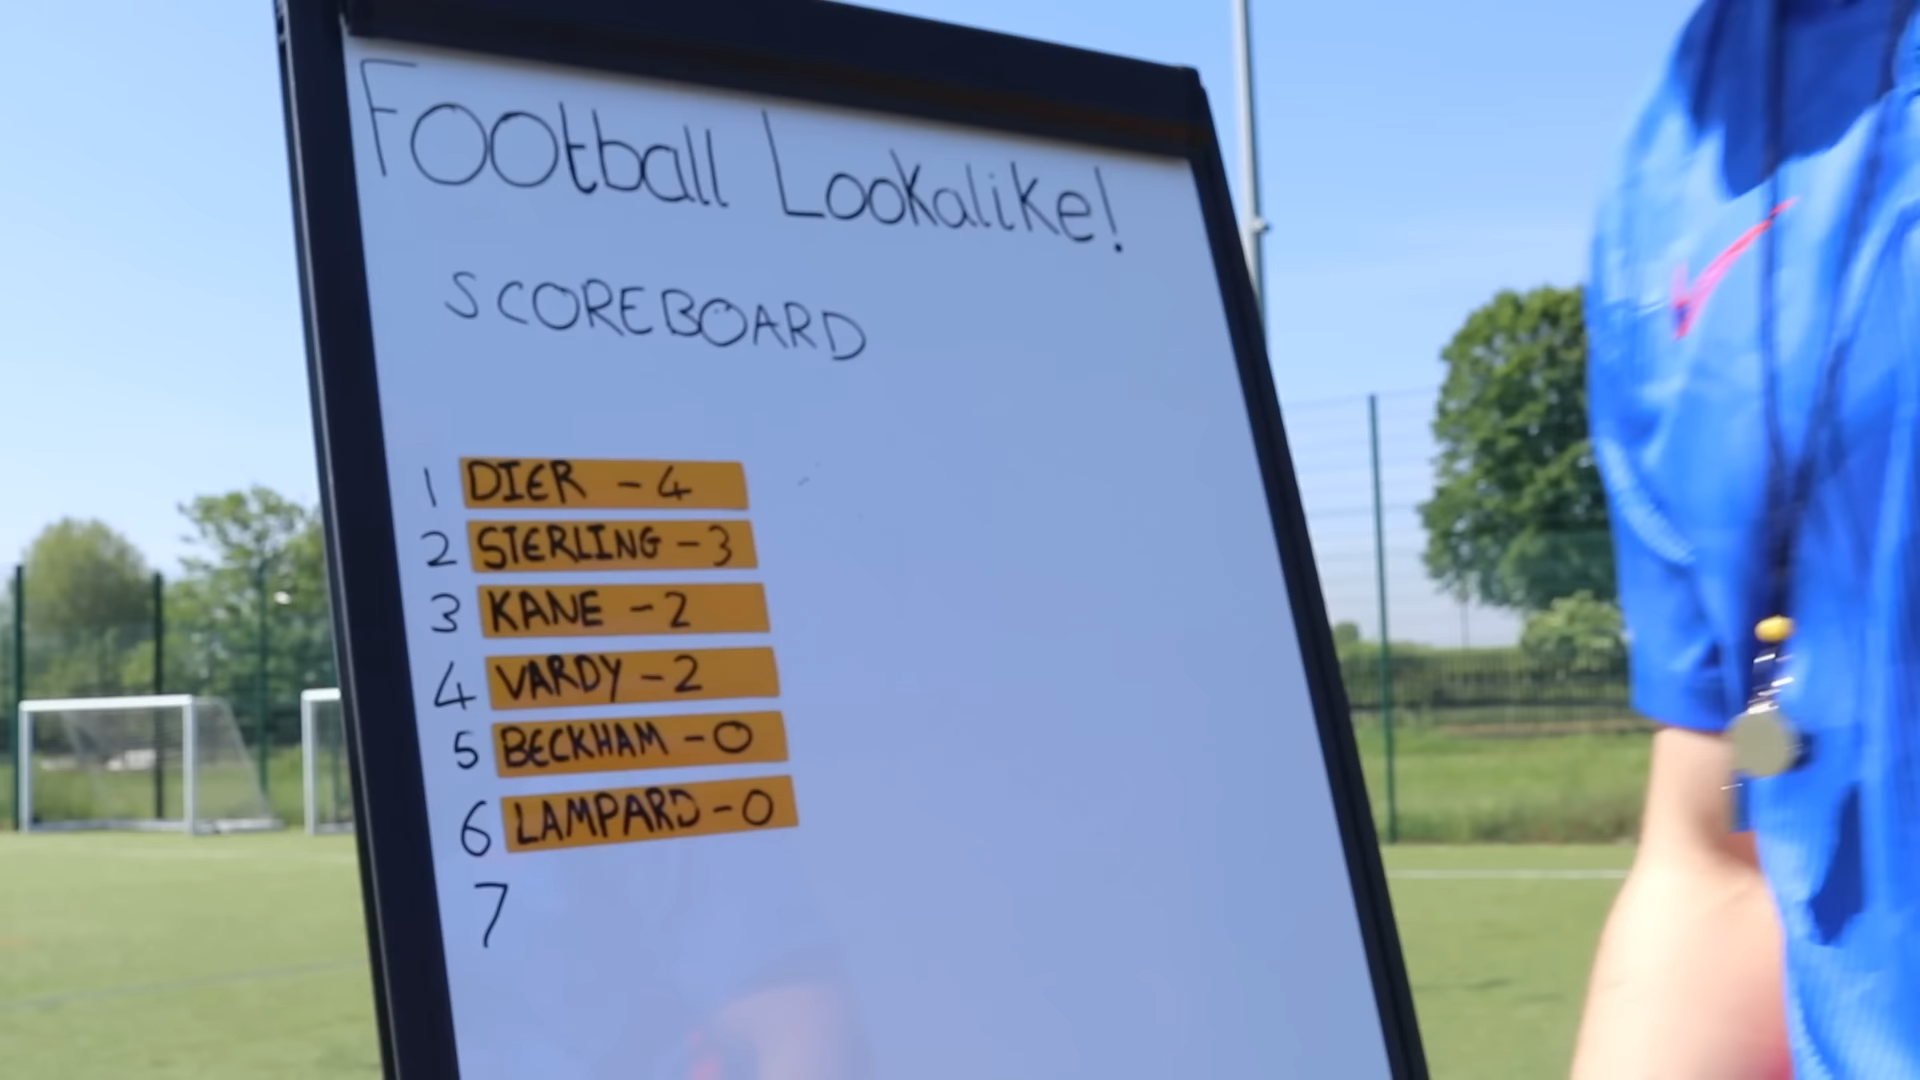 Football Lookalike!
SCOREBOARD
1 DIER - 4
2 STERLING - 3
3 KANE - 2
4 VARDY - 2
5 BECKHAM - 0
6 LAMPARD - 0
7